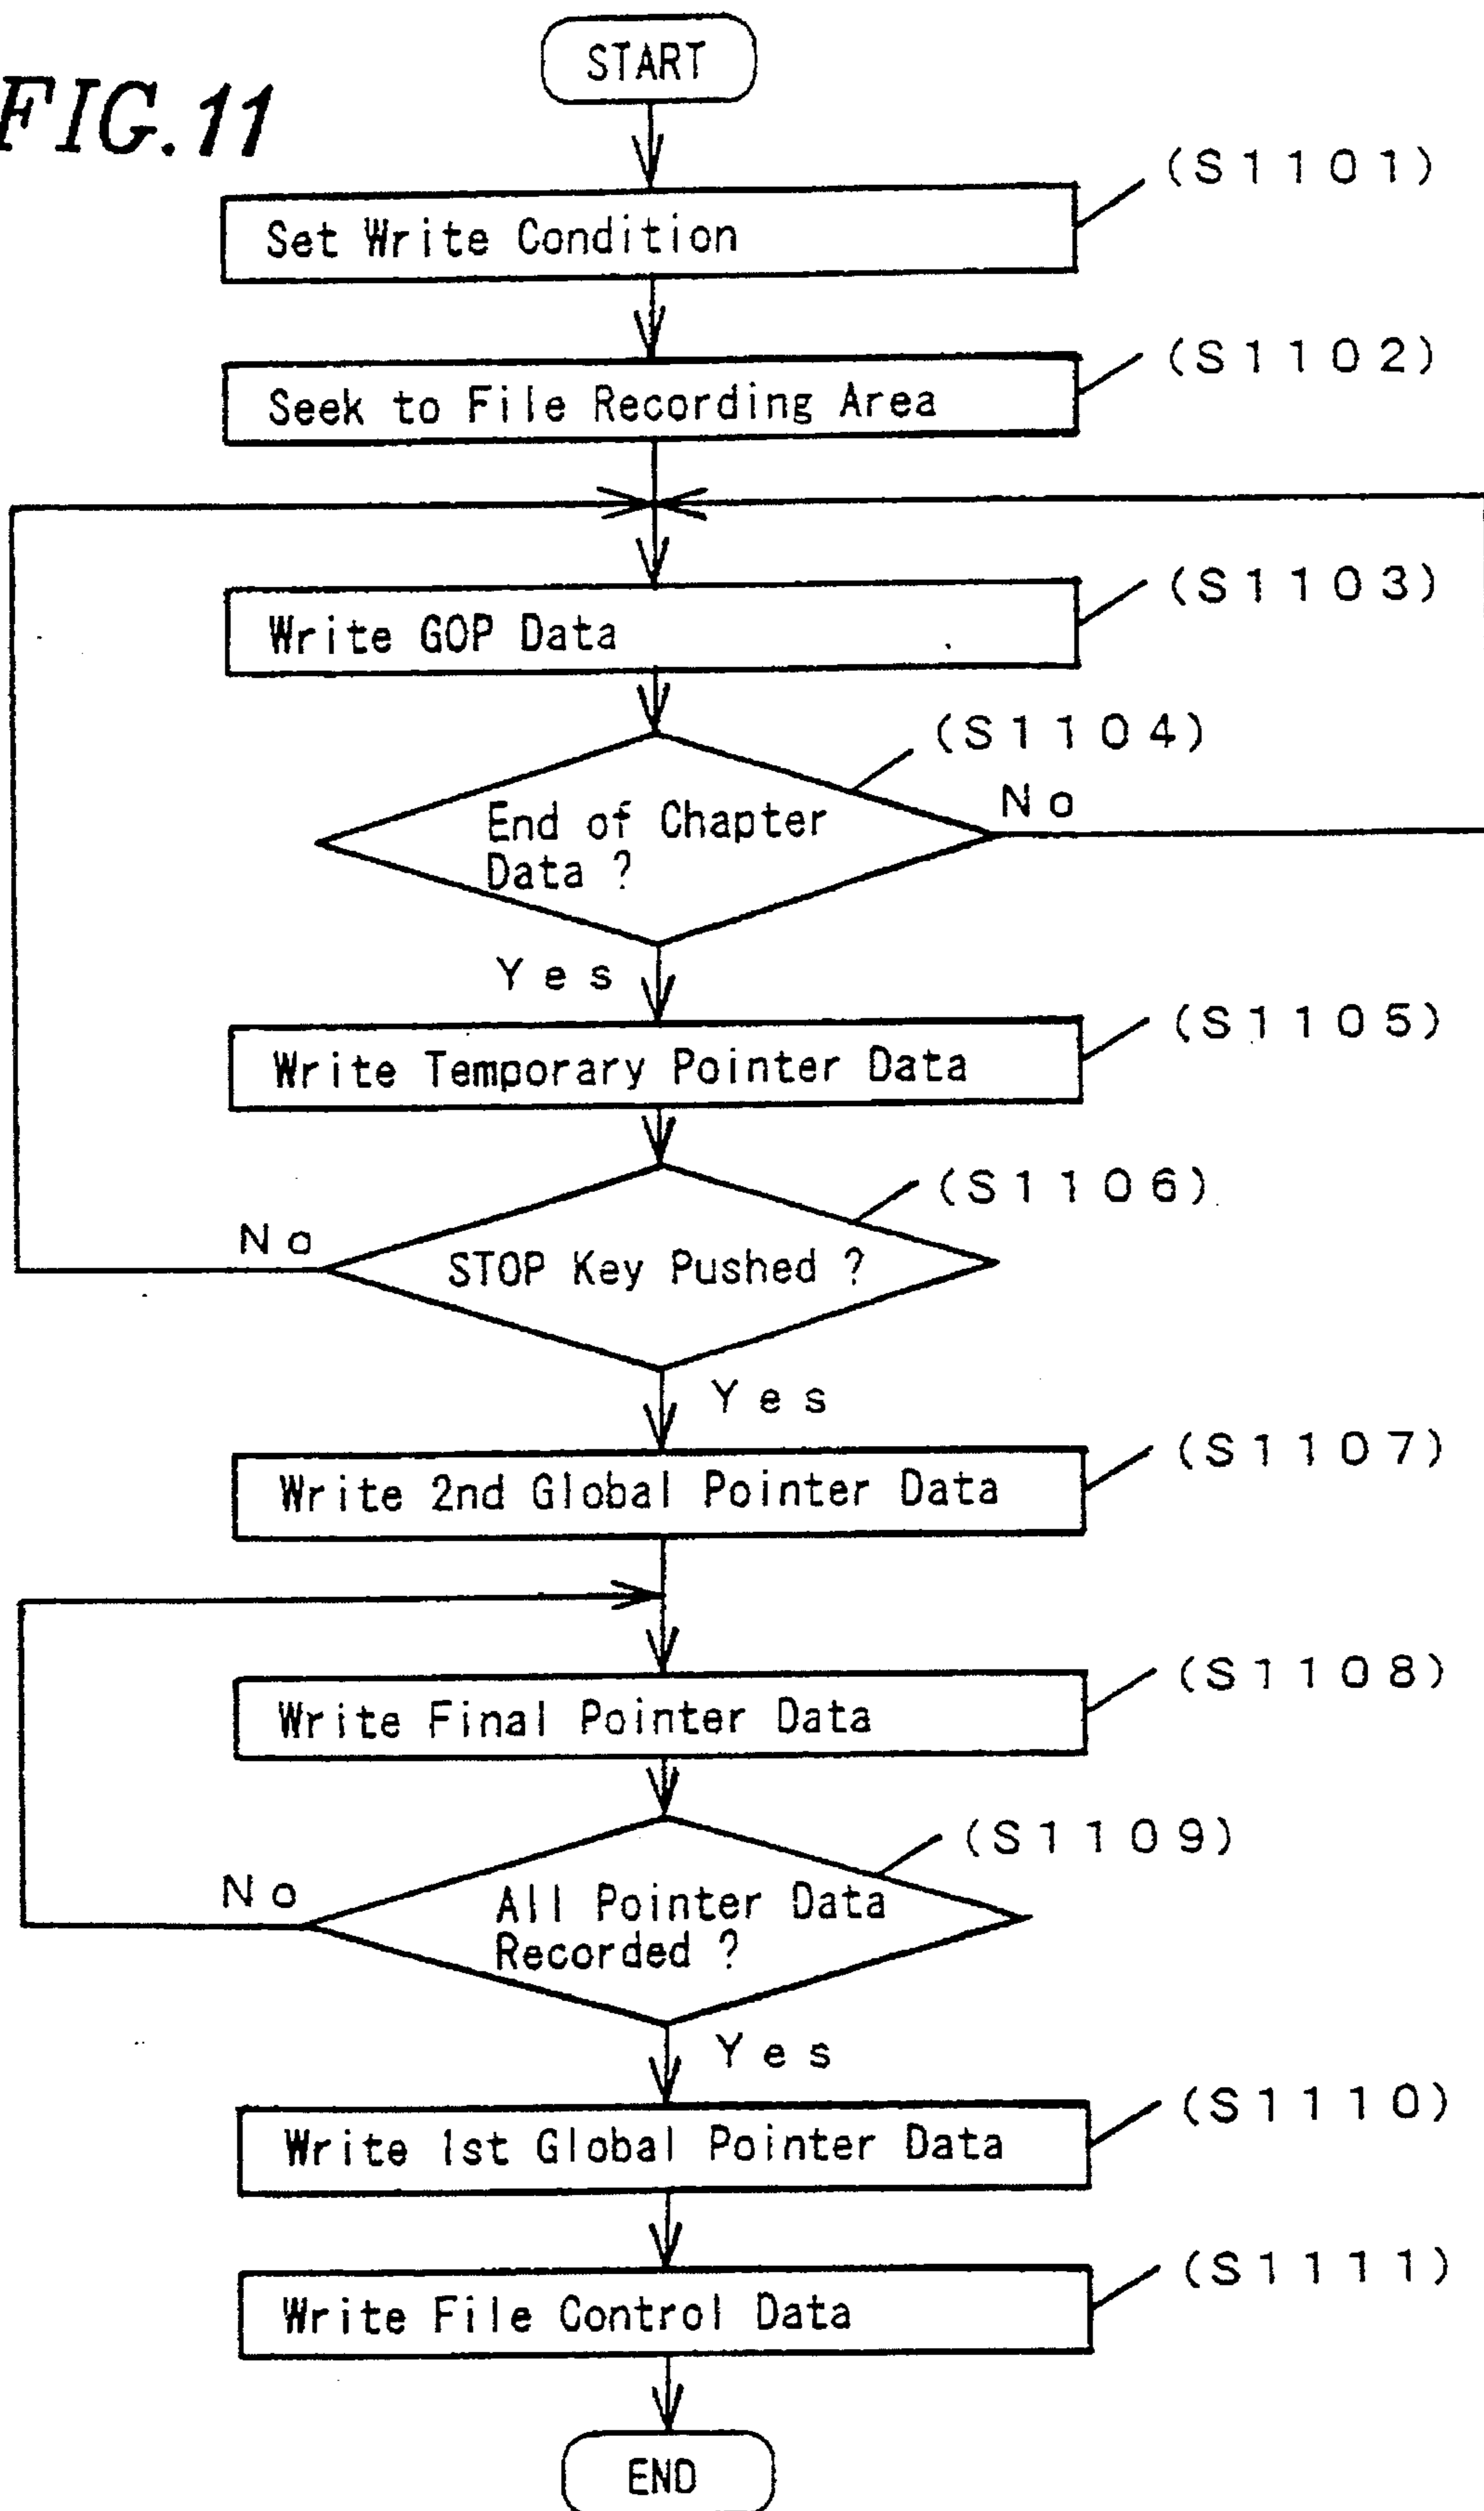 START
FIG.11
(S1101)
Set Write Condition
(S1102)
Seek to File Recording Area
(S1103)
Write GOP Data
(S1104)
No
End of Chapter
Data ?
Yes
(S1105)
Write Temporary Pointer Data
(S1106)
No
STOP Key Pushed ?
Yes
(S1107)
Write 2nd Global Pointer Data
(S1108)
Write Final Pointer Data
(S1109)
No
All Pointer Data
Recorded ?
Yes
(S1110)
Write 1st Global Pointer Data
(S1111)
Write File Control Data
END